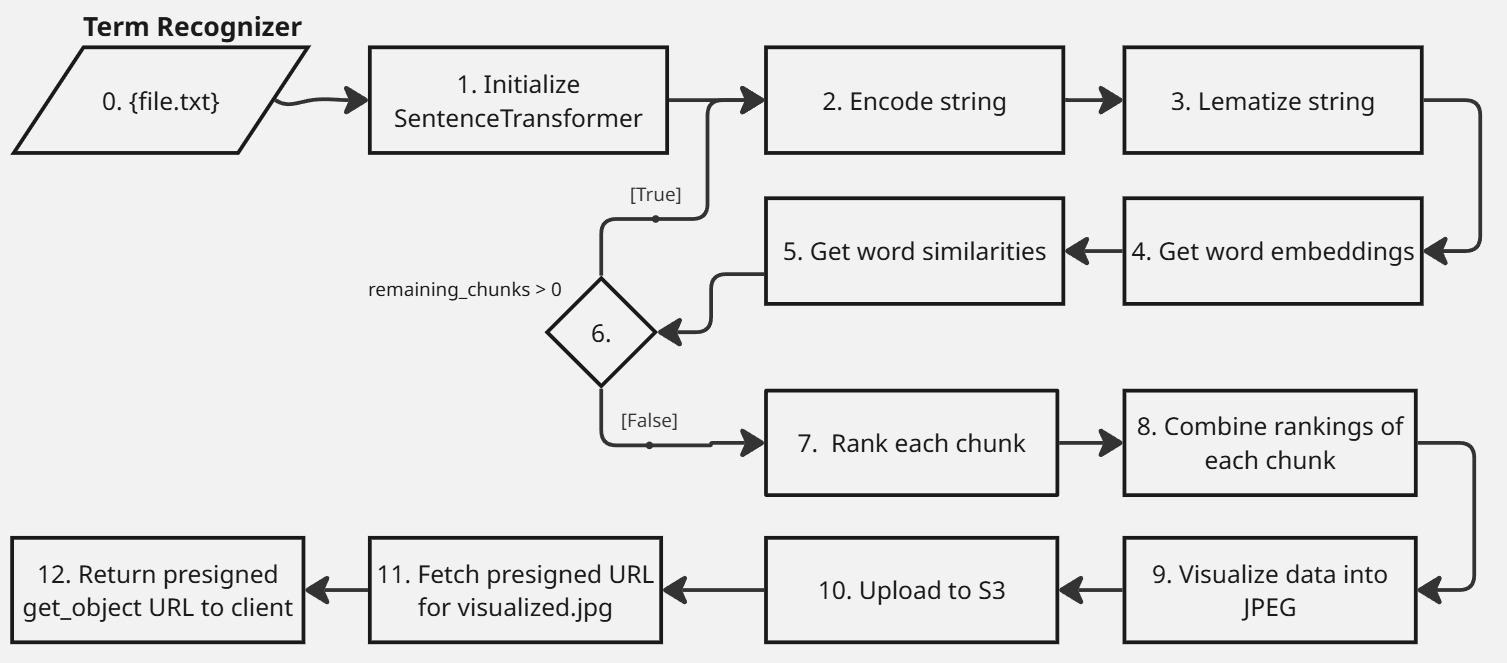 Term Recognizer
0. {file.txt}
1. Initialize
SentenceTransformer
2. Encode string
3. Lematize string
4. Get word embeddings
5. Get word similarities
[True]
remaining_chunks > 0
6.
[False]
7.  Rank each chunk
8. Combine rankings of
each chunk
9. Visualize data into
JPEG
10. Upload to S3
11. Fetch presigned URL
for visualized.jpg
12. Return presigned
get_object URL to client